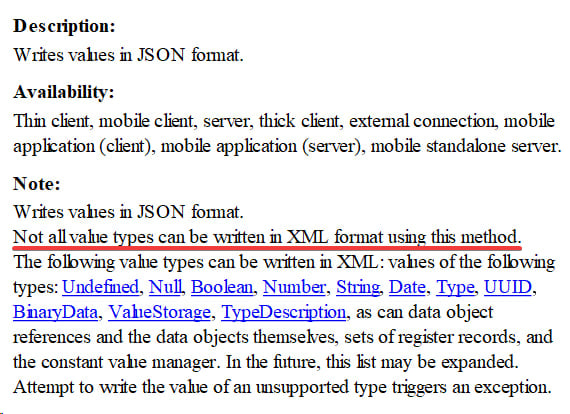 Description:
Writes values in JSON format.
Availability:
Thin client, mobile client, server, thick client, external connection, mobile
application (client), mobile application (server), mobile standalone server.
Note:
Writes values in JSON format.
Not all value types can be written in XML format using this method.
The following value types can be written in XML: values of the following
types: Undefined, Null, Boolean, Number, String, Date, Type, UUID,
BinaryData, ValueStorage, TypeDescription, as can data object
references and the data objects themselves, sets of register records, and
the constant value manager. In the future, this list may be expanded.
Attempt to write the value of an unsupported type triggers an exception.